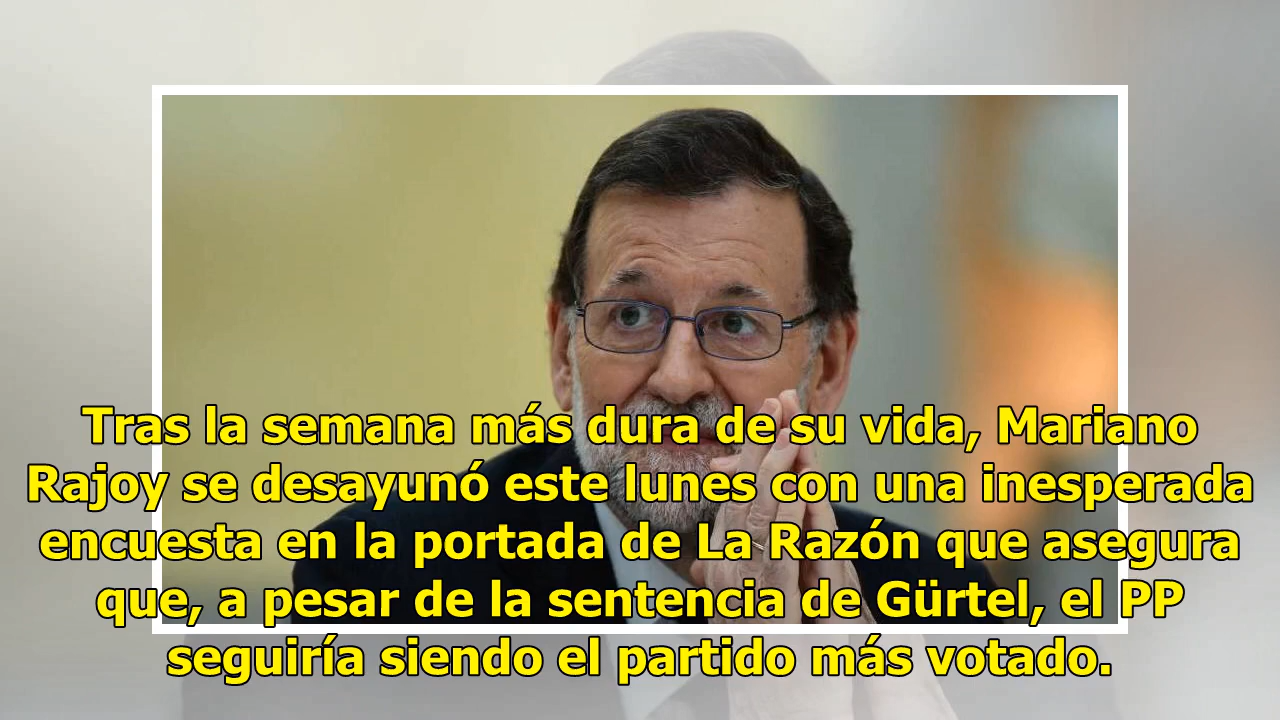 Tras la semana más dura de su vida, Mariano
Rajoy se desayunó este lunes con una inesperada
encuesta en la portada de La Razón que asegura
que, a pesar de la sentencia de Gürtel, el PP
seguiría siendo el partido más votado.